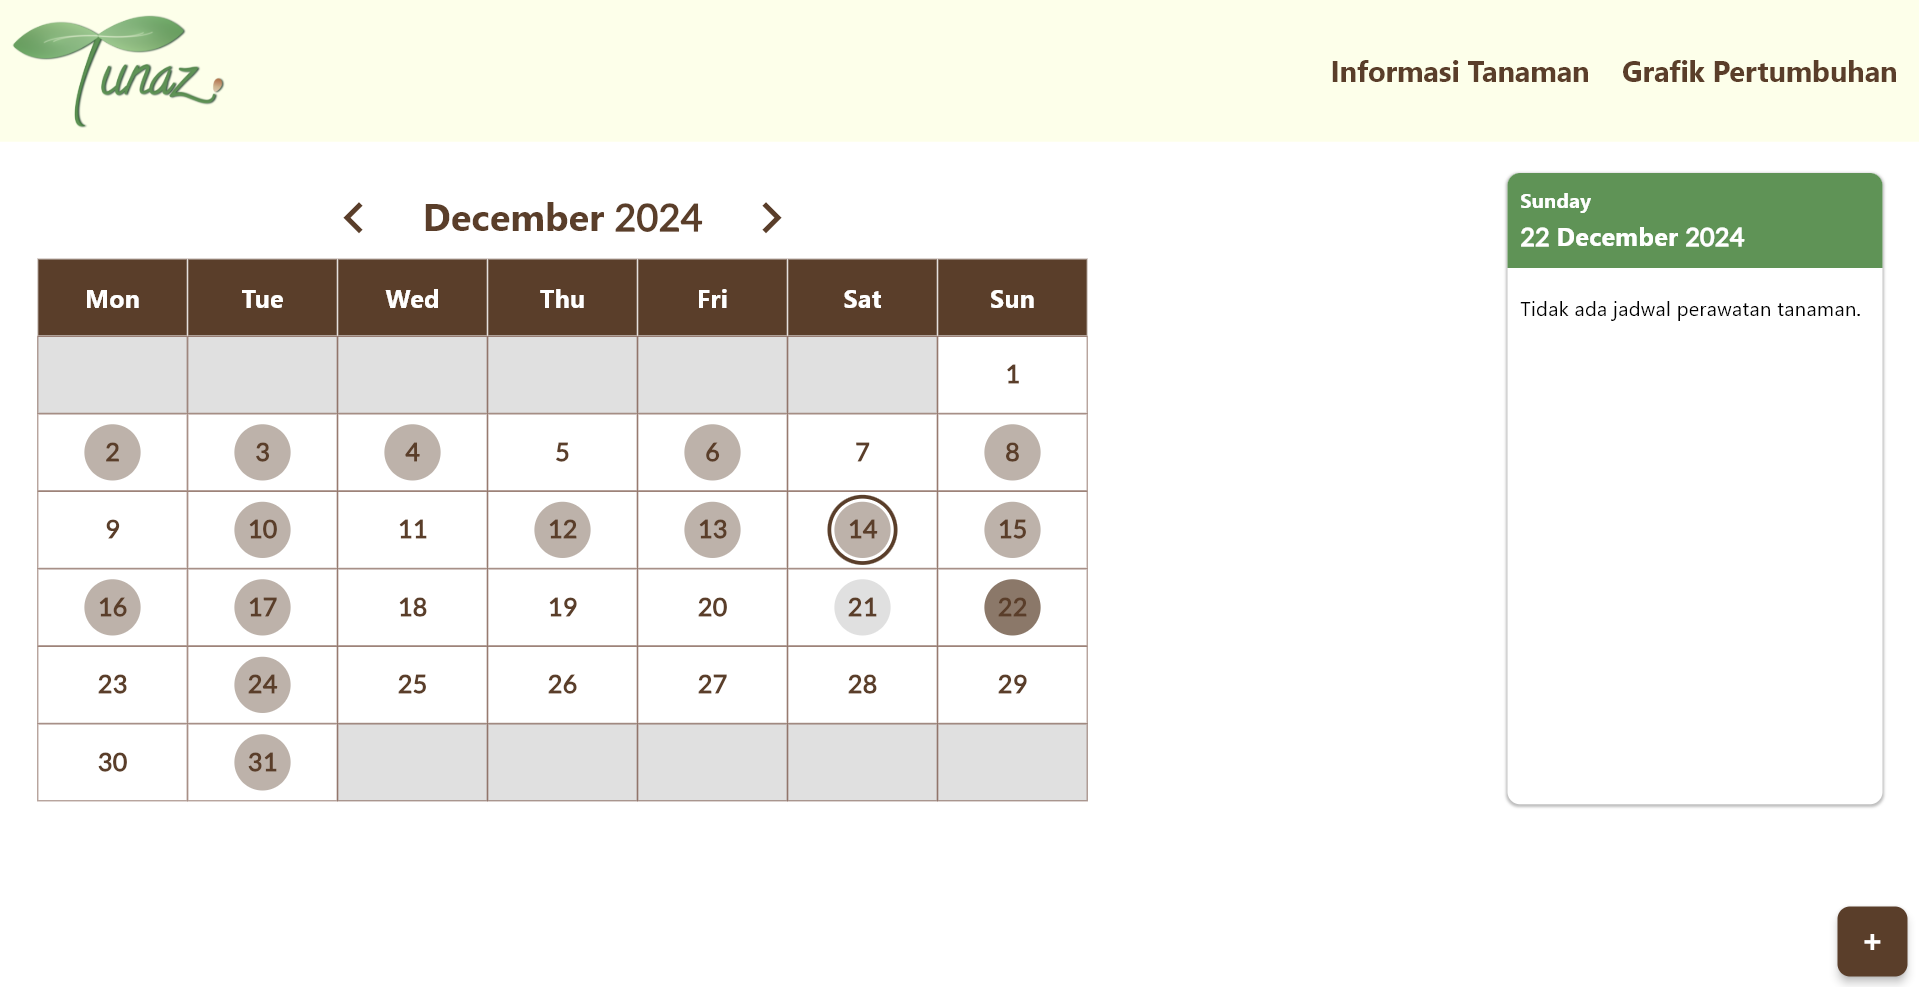 Tunaz
Informasi Tanaman Grafik Pertumbuhan
December 2024
Mon Tue Wed Thu Fri Sat Sun
1
2 3 4 5 6 7 8
9 10 11 12 13 14 15
16 17 18 19 20 21 22
23 24 25 26 27 28 29
30 31
Sunday
22 December 2024
Tidak ada jadwal perawatan tanaman.
+